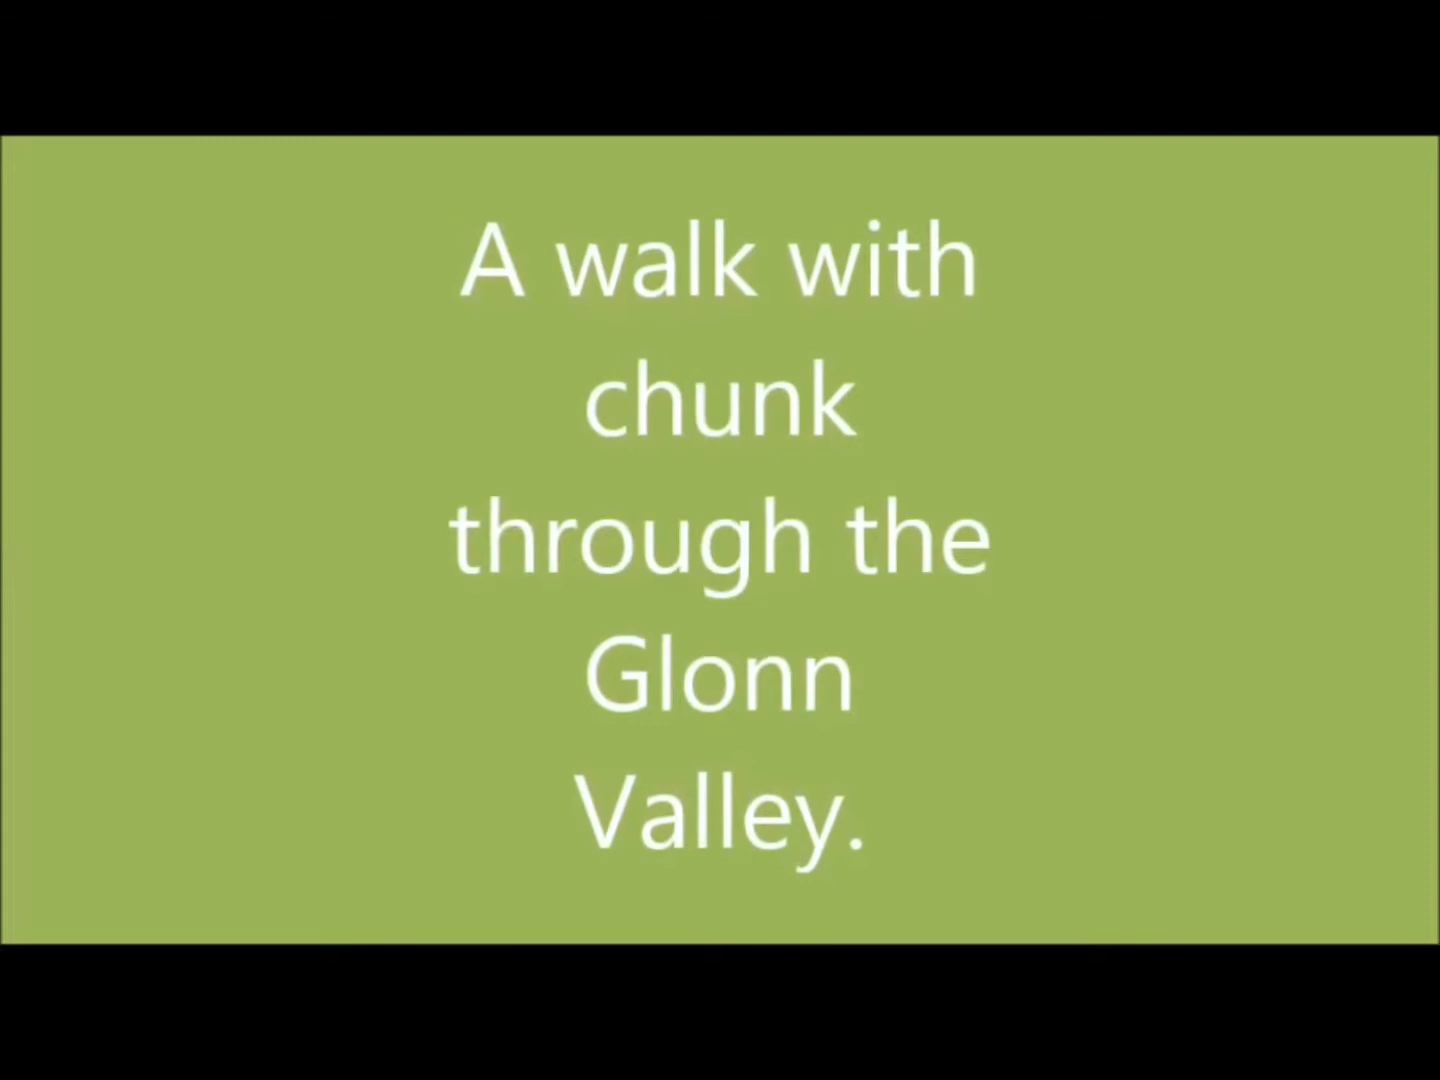 A walk with
chunk
through the
Glonn
Valley.